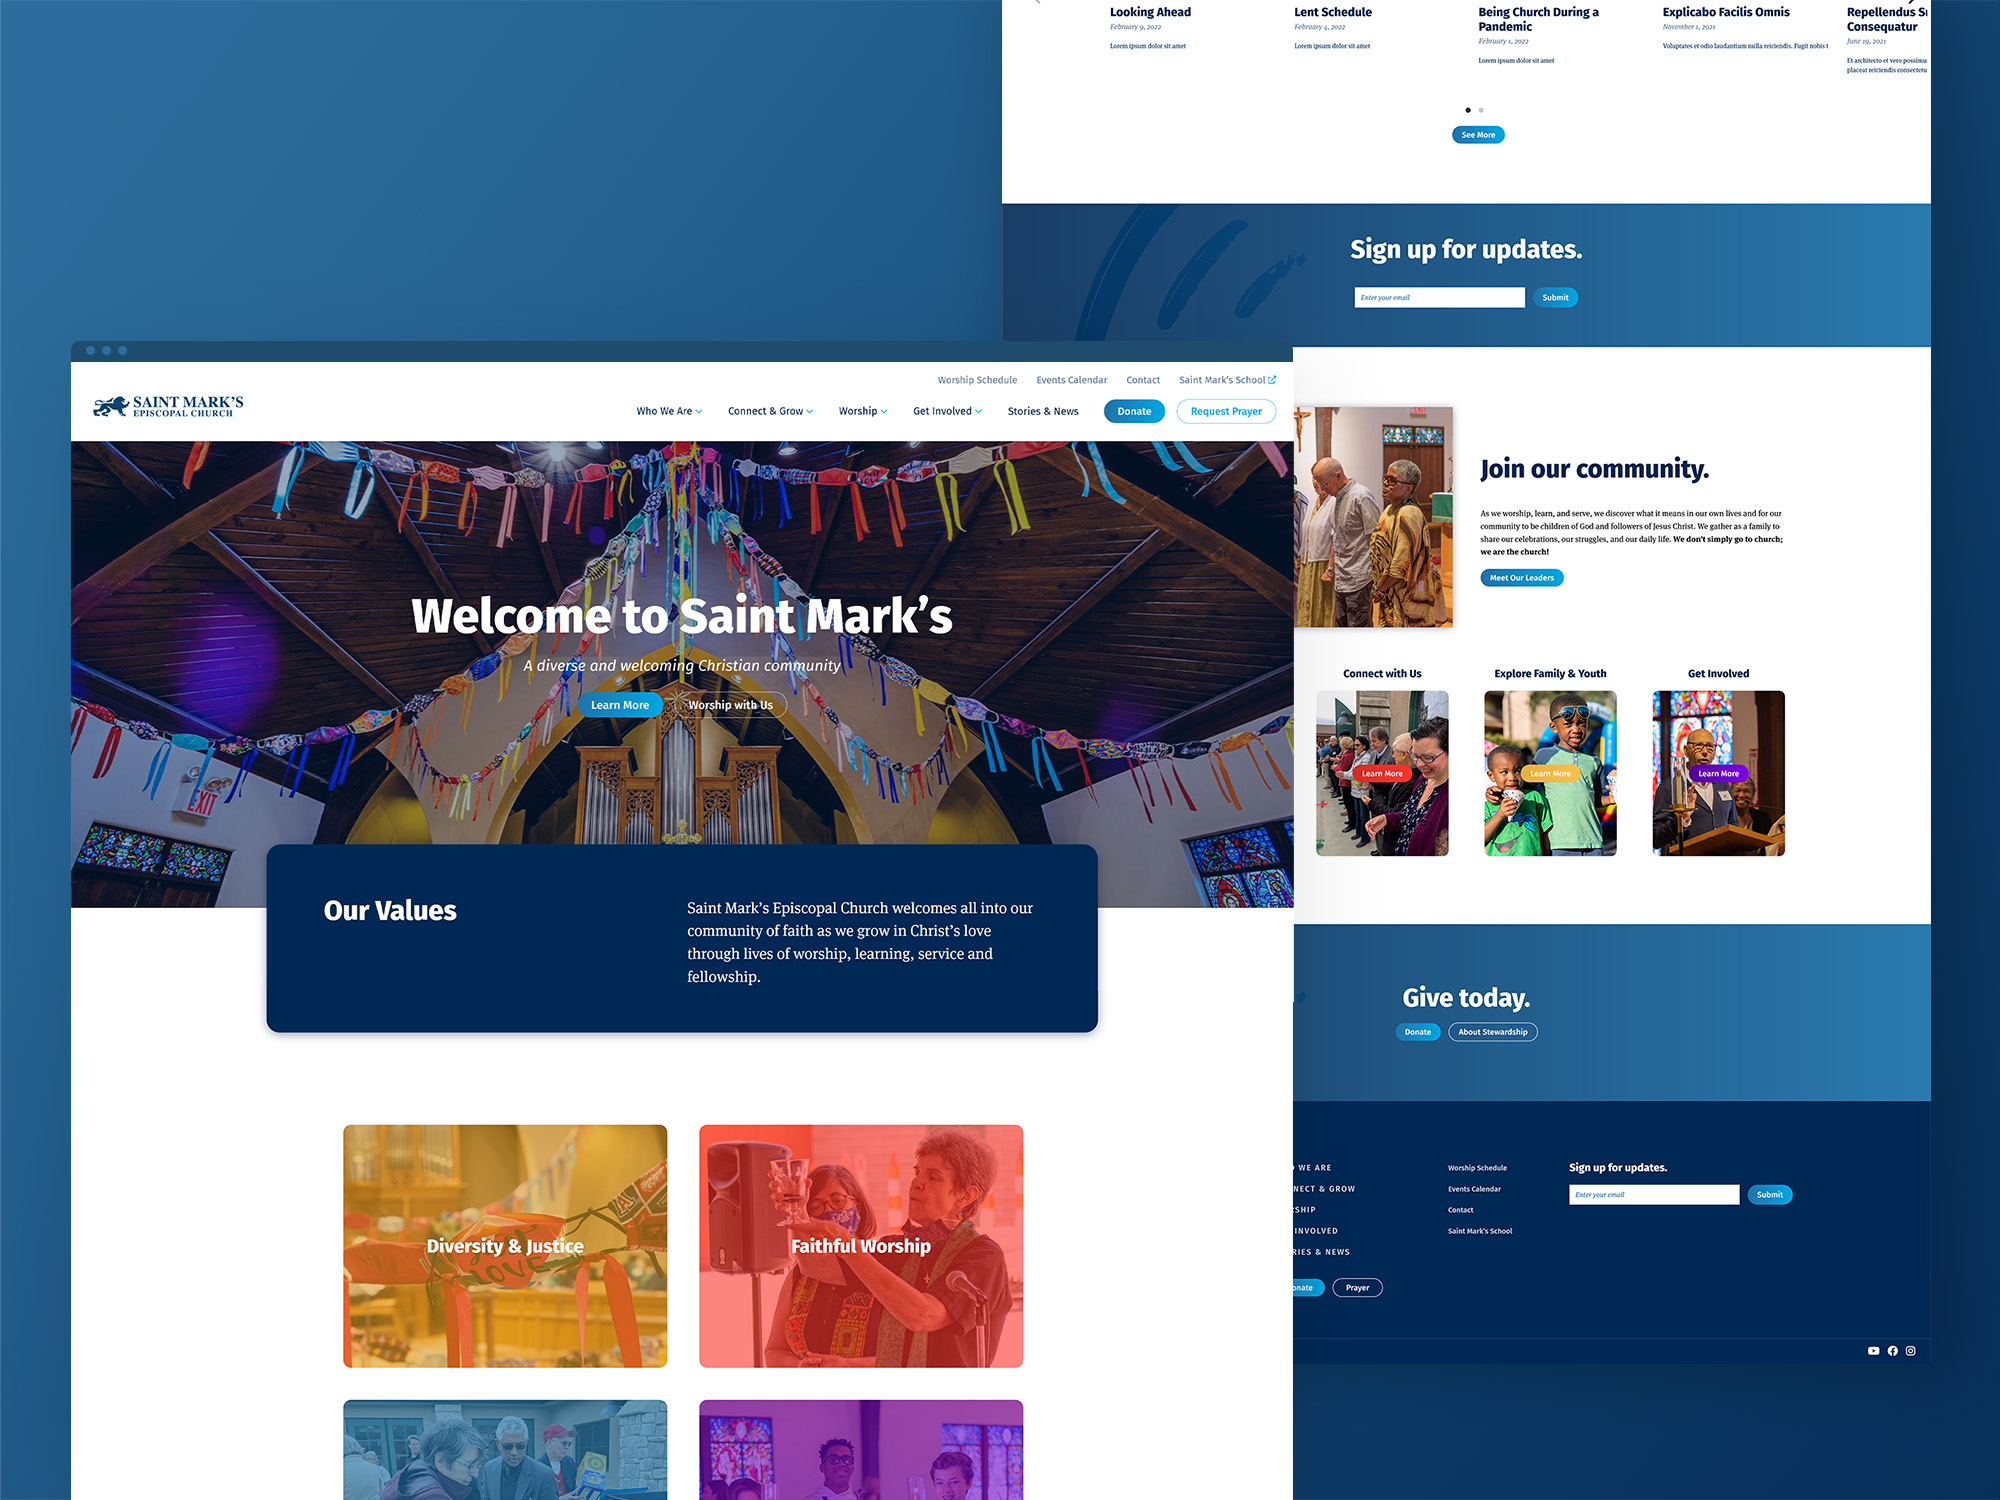 Looking Ahead
February 9, 2022
Lorem ipsum dolor sit amet
Lent Schedule
February 4, 2022
Lorem ipsum dolor sit amet
Being Church During a
Pandemic
February 1, 2022
Lorem ipsum dolor sit amet
Explicabo Facilis Omnis
November 1, 2021
Voluptates et odio laudantium nulla reiciendis. Fugit nobis t
Repellendus
Consequatur
June 19, 2021
Et architecto et vero possimu
placeat reiciendis consectetu
See More
Sign up for updates.
Enter your email
Submit
Worship Schedule
Events Calendar
Contact
Saint Mark's School
SAINT MARK'S
EPISCOPAL CHURCH
Who We Are
Connect & Grow
Worship
Get Involved
Stories & News
Donate
Request Prayer
Welcome to Saint Mark's
A diverse and welcoming Christian community
Learn More
Worship with Us
EXIT
Our Values
Saint Mark's Episcopal Church welcomes all into our
community of faith as we grow in Christ's love
through lives of worship, learning, service and
fellowship.
LOVE
Diversity & Justice
Faithful Worship
Join our community.
As we worship, learn, and serve, we discover what it means in our own lives and for our
community to be children of God and followers of Jesus Christ. We gather as a family to
share our celebrations, our struggles, and our daily life. We don't simply go to church;
we are the church!
Meet Our Leaders
Connect with Us
Learn More
Explore Family & Youth
Learn More
Get Involved
Learn More
Give today.
Donate
About Stewardship
WE ARE
NECT & GROW
SHIP
INVOLVED
RIES & NEWS
onate
Prayer
Worship Schedule
Events Calendar
Contact
Saint Mark's School
Sign up for updates.
Enter your email
Submit